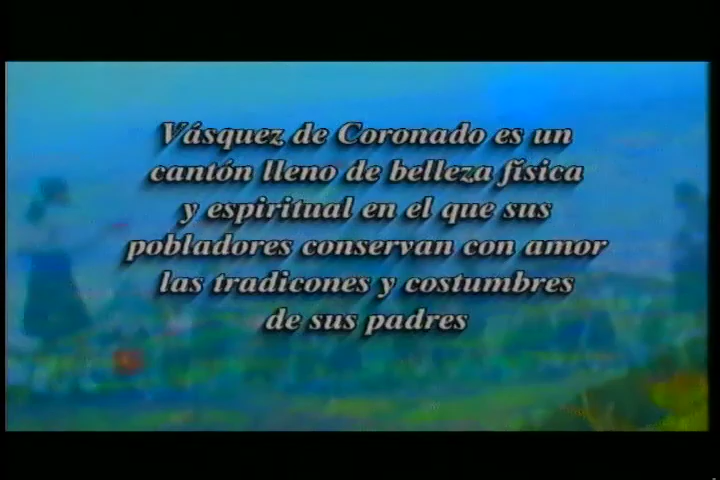 Vásquez de Coronado es un
cantón lleno de belleza física
y espiritual en el que sus
pobladores conservan con amor
las tradicones y costumbres
de sus padres